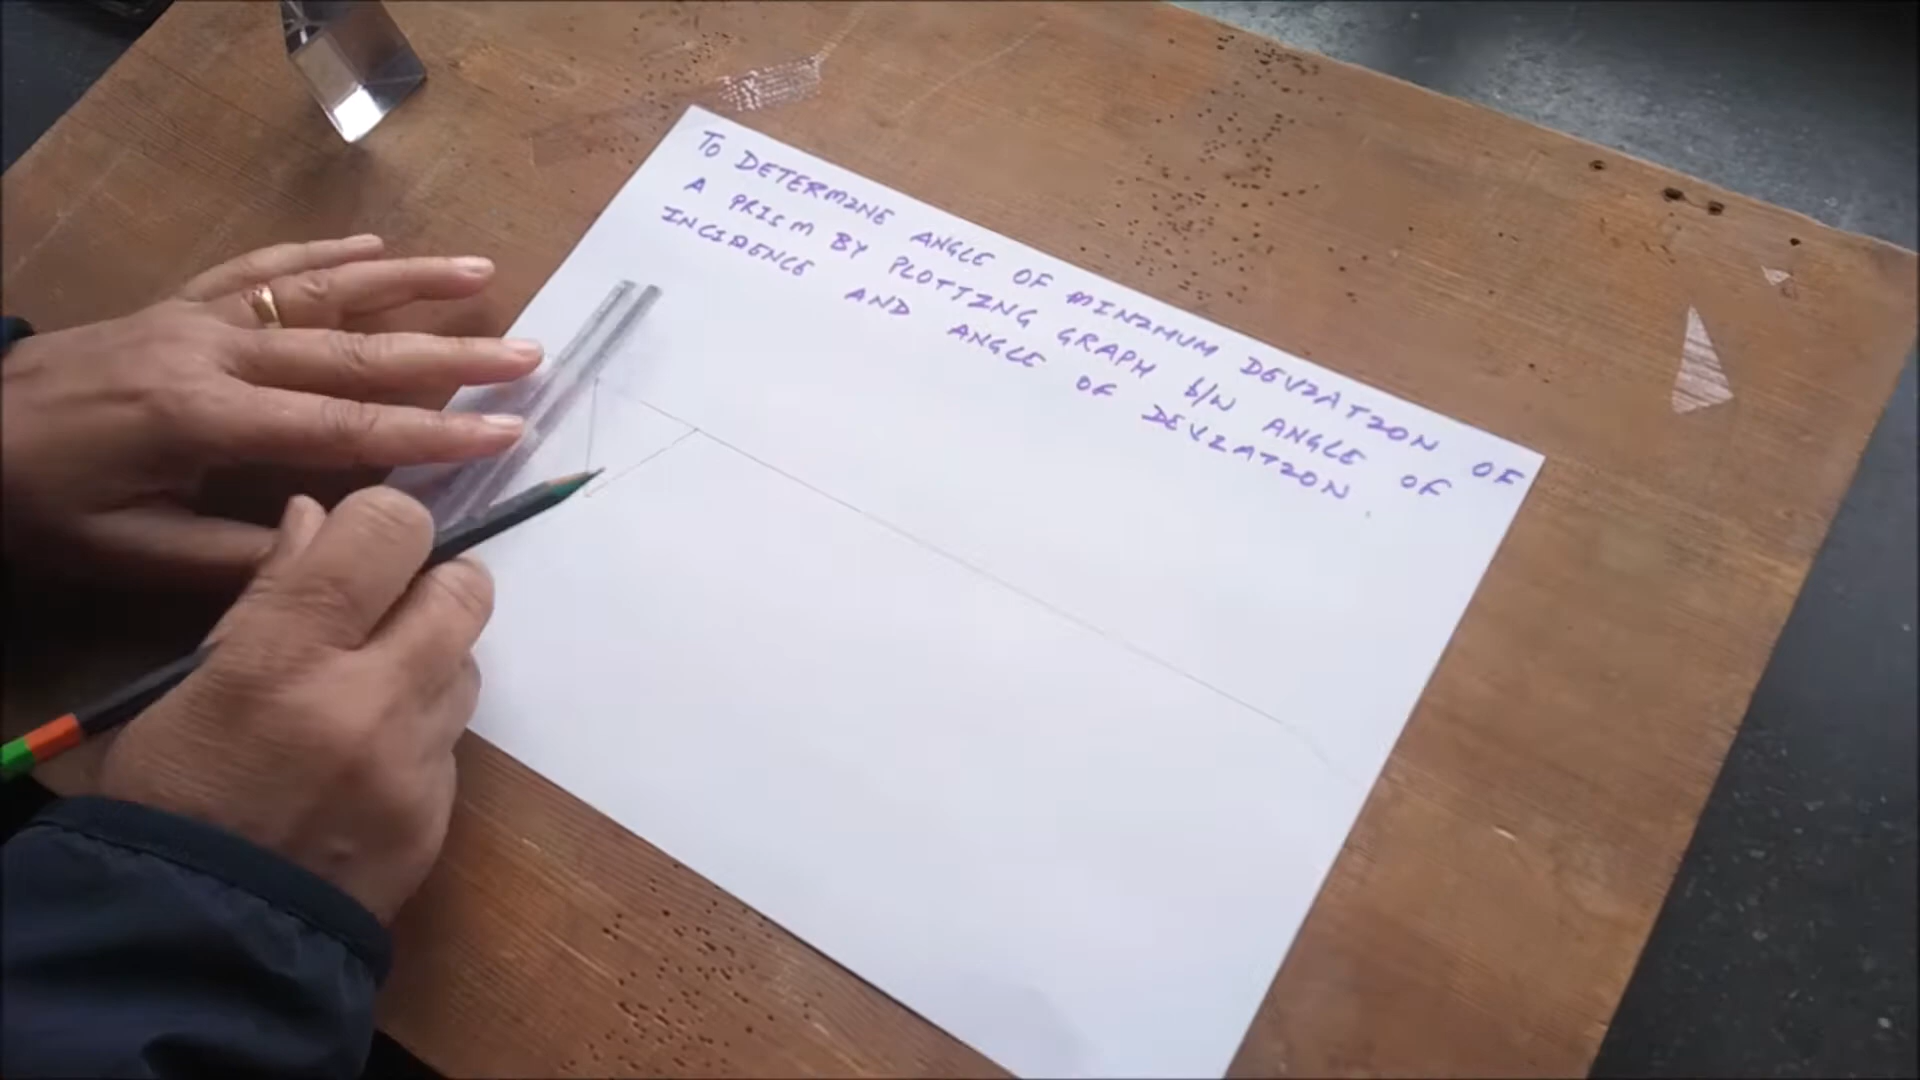 TO DETERMINE ANGLE OF MINIMUM DEVIATION OF
A PRISM BY PLOTTING GRAPH b/w ANGLE OF
INCIDENCE AND ANGLE OF DEVIATION.